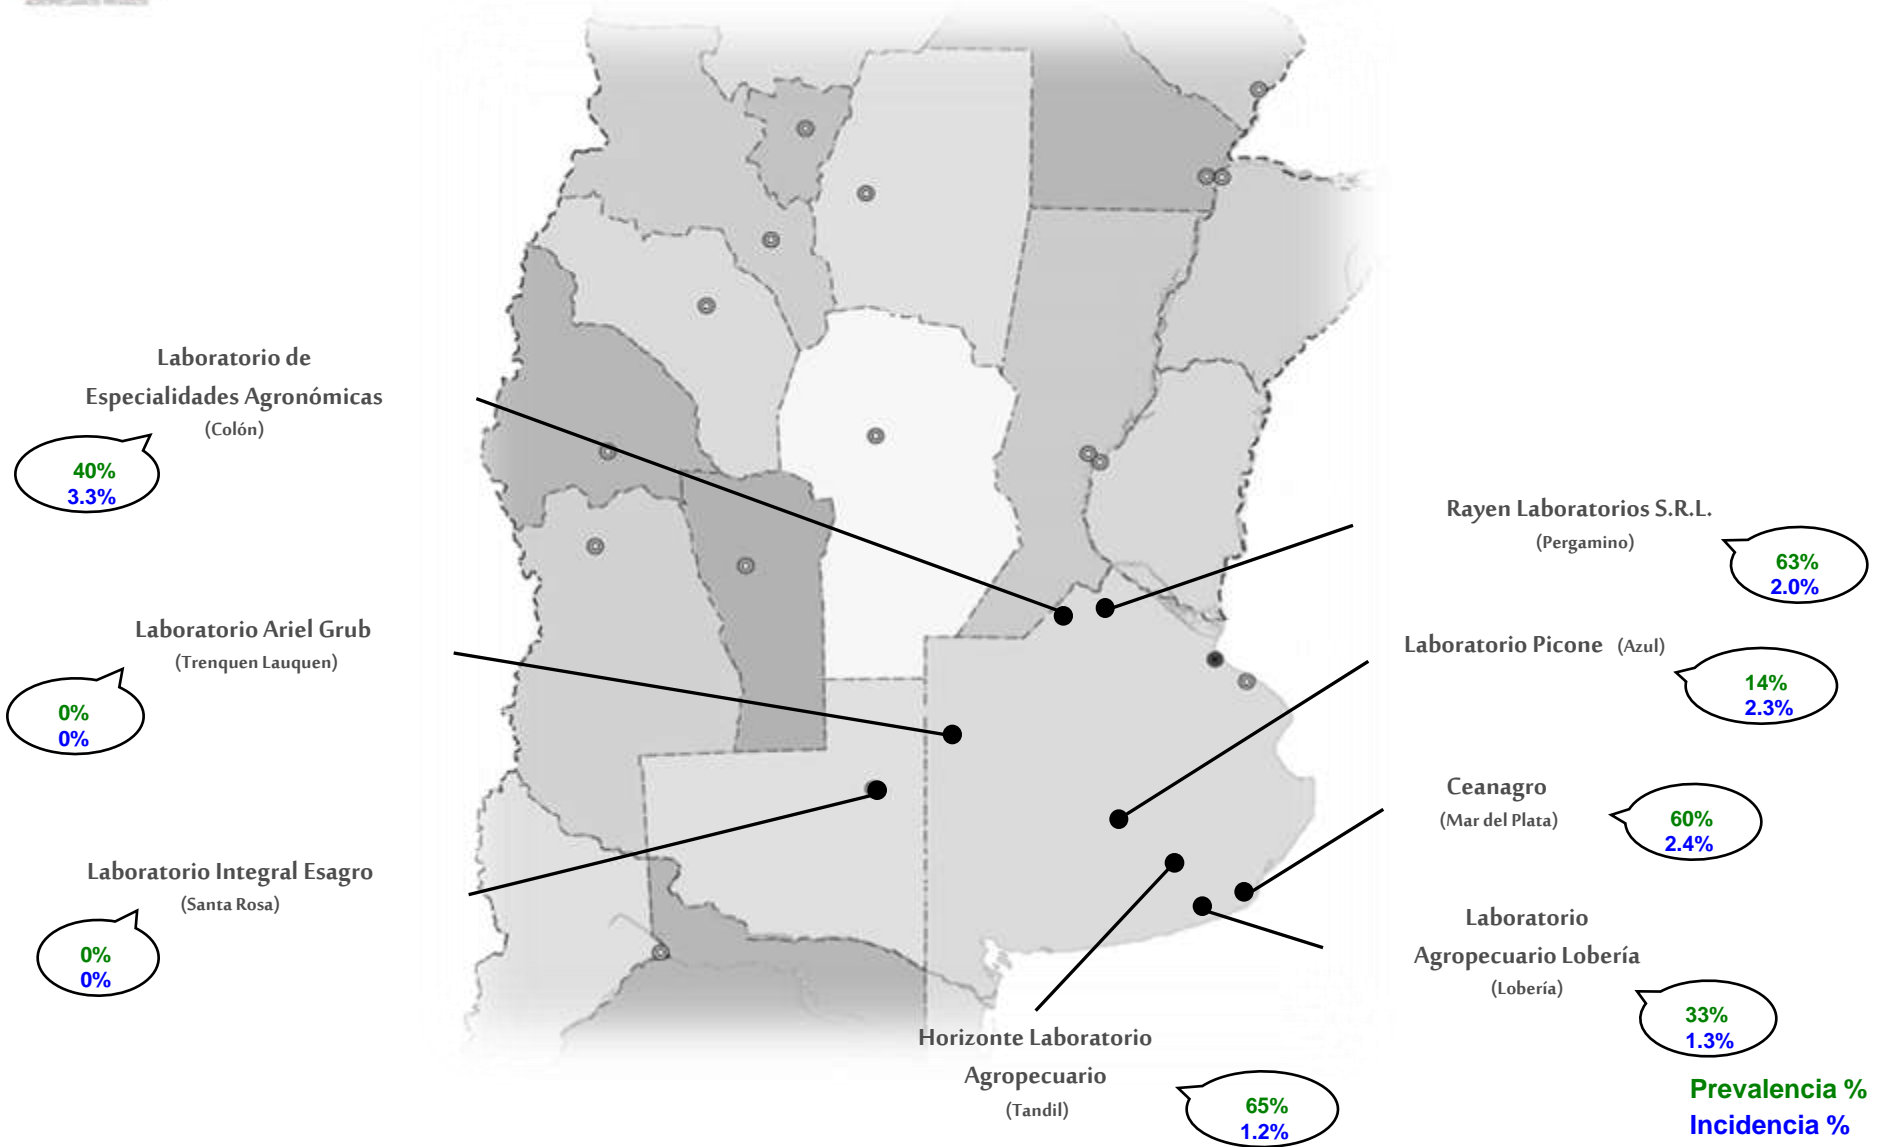 Laboratorio de
Especialidades Agronómicas
(Colón)
40%
3.3%
Laboratorio Ariel Grub
(Trenquen Lauquen)
0%
0%
Laboratorio Integral Esagro
(Santa Rosa)
0%
0%
Rayen Laboratorios S.R.L.
(Pergamino)
63%
2.0%
Laboratorio Picone (Azul)
14%
2.3%
Ceanagro
(Mar del Plata)
60%
2.4%
Laboratorio
Agropecuario Lobería
(Lobería)
33%
1.3%
Horizonte Laboratorio
Agropecuario
(Tandil)
65%
1.2%
Prevalencia %
Incidencia %